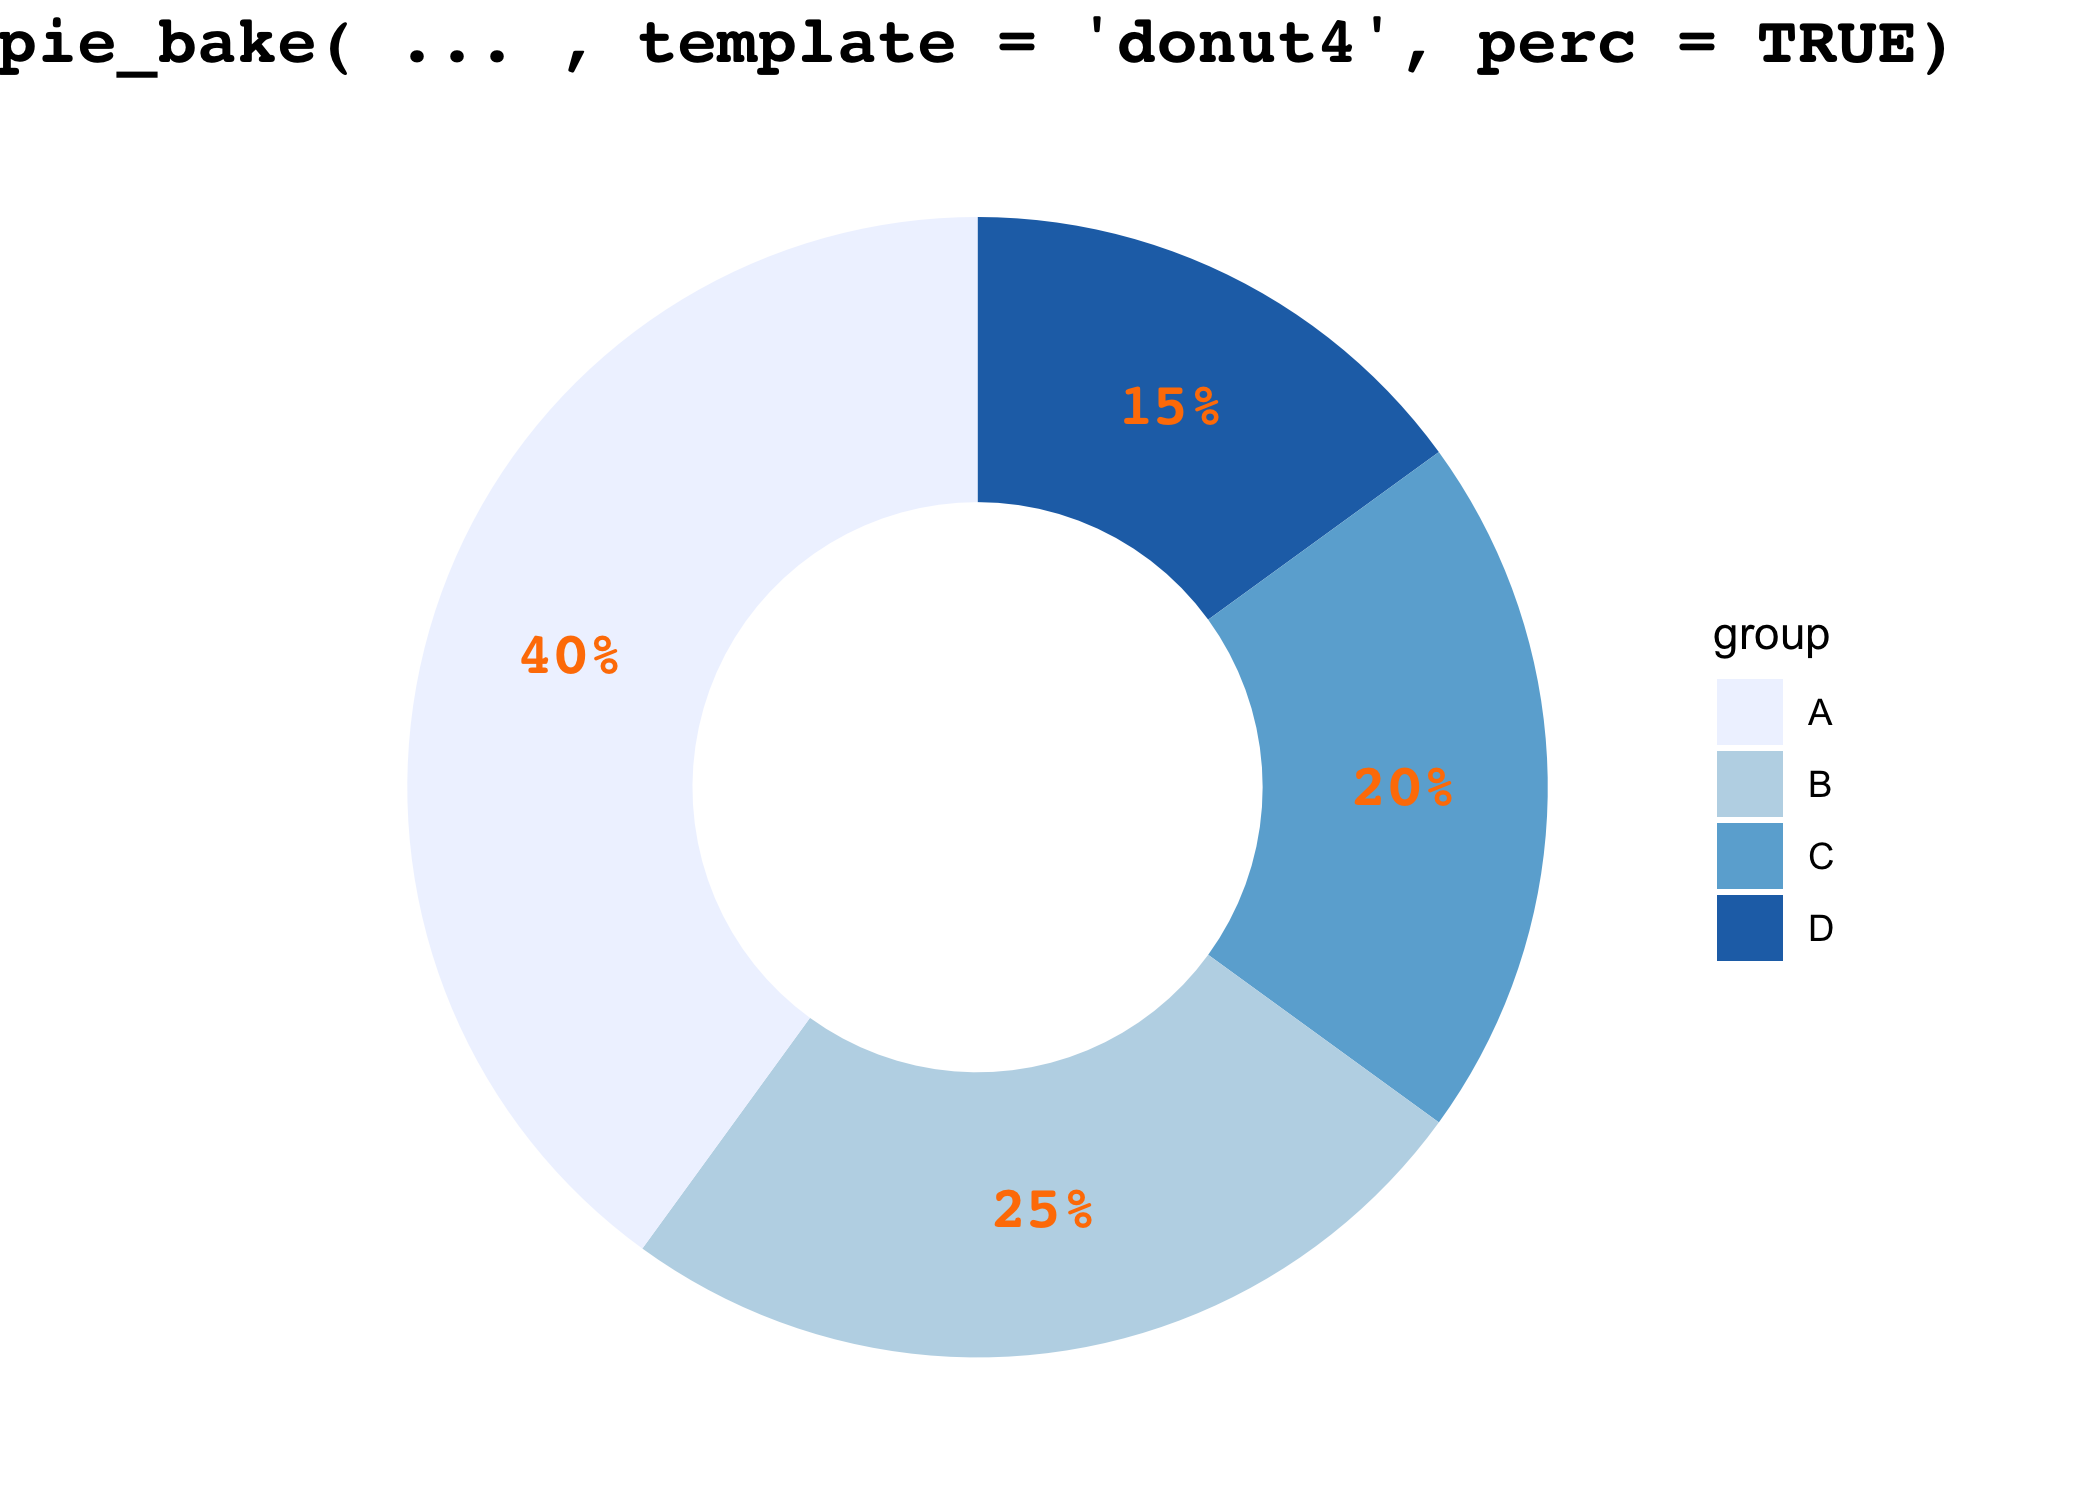 pie_bake( ... , template = 'donut4', perc = TRUE)
15%
40%
20%
25%
group
A
B
C
D